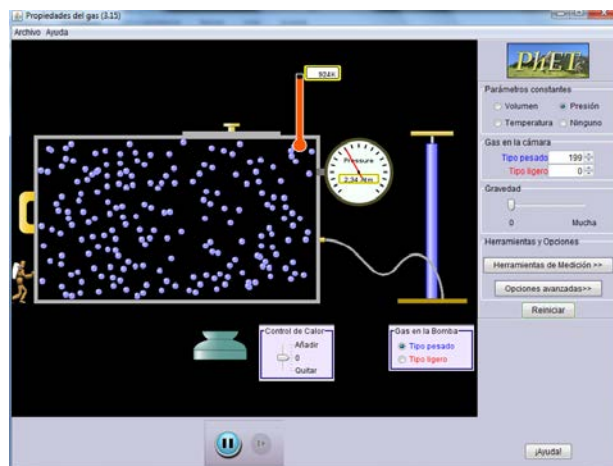 Propiedades del gas (3.15)
Archivo Ayuda
924K
Pressure
2,34 Atm
PhET
Parámetros constantes
Volumen Presión
Temperatura Ninguno
Gas en la cámara
Tipo pesado 199
Tipo ligero 0
Gravedad
0 Mucha
Herramientas y Opciones
Herramientas de Medición >>
Opciones avanzadas>>
Reiniciar
Control de Calor
Añadir
0
Quitar
Gas en la Bomba
Tipo pesado
Tipo ligero
¡Ayuda!